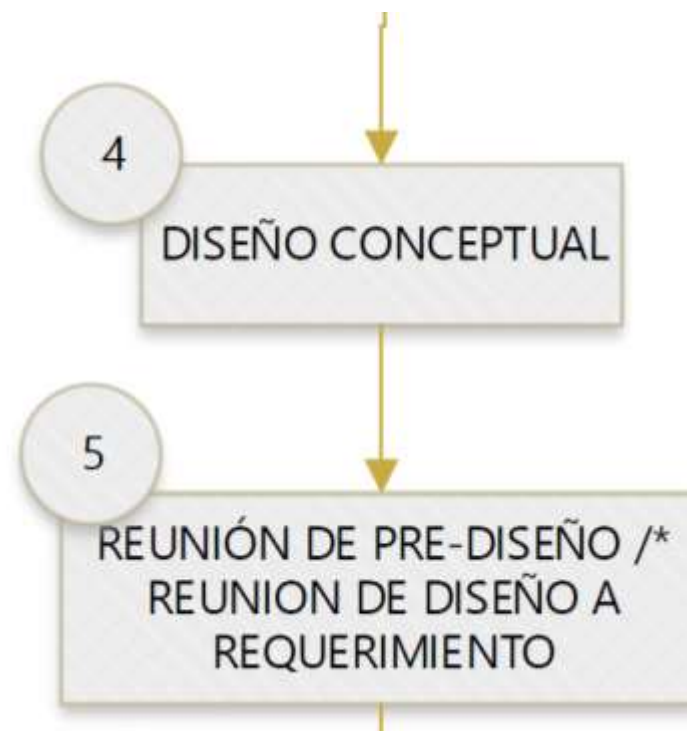 4
DISEÑO CONCEPTUAL
5
REUNIÓN DE PRE-DISEÑO /*
REUNION DE DISEÑO A
REQUERIMIENTO